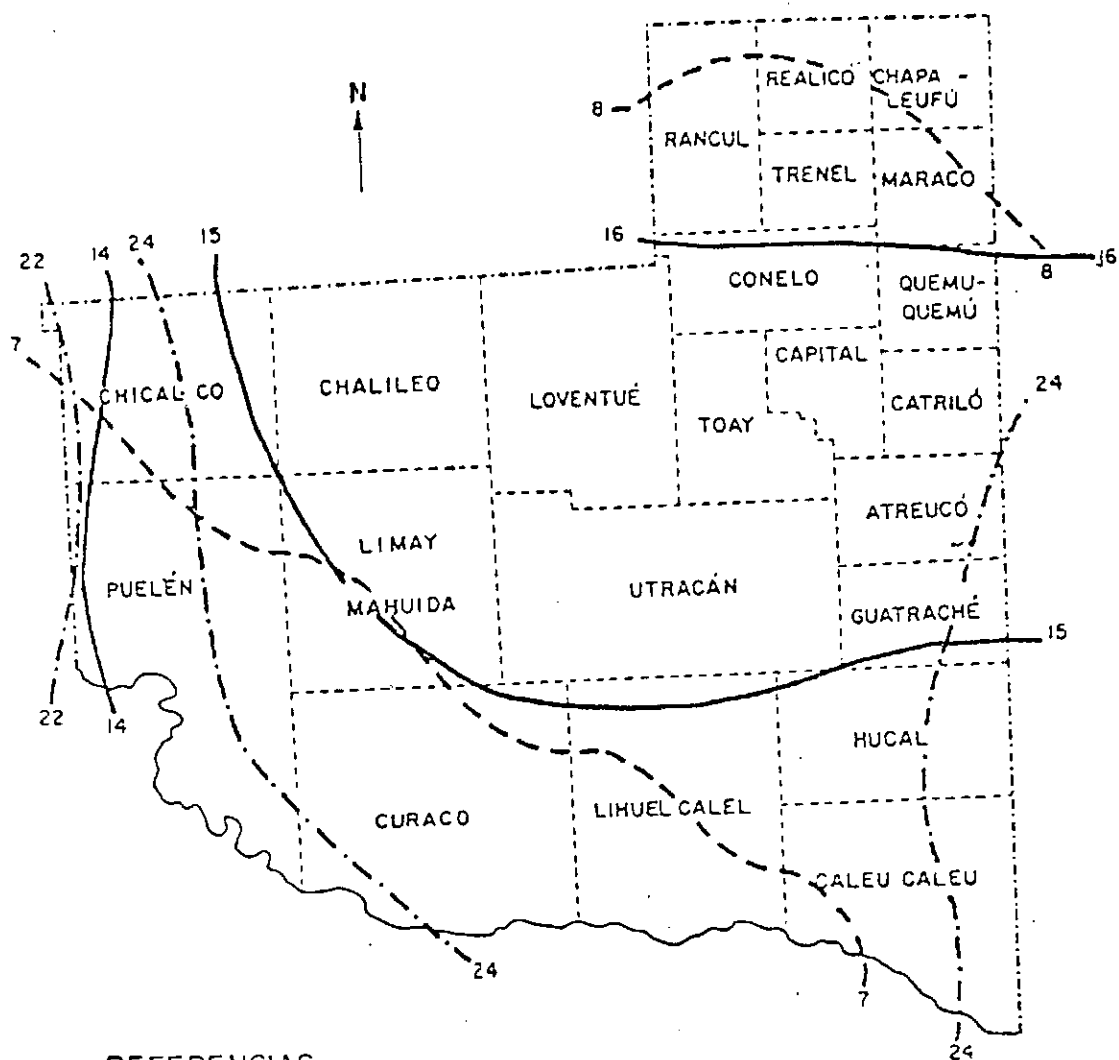 REALICÓ CHAPA-
LEUFÚ
N
8
RANCUL
TRENEL
MARACO
16
15
24
14
22
CONELO
8
16
QUEMU-
QUEMÚ
7
CAPITAL
CHICAL CO
CHALILEO
LOVENTUÉ
TOAY
CATRILÓ
24
ATREUCÓ
LIMAY
MAHUIDA
PUELÉN
UTRACÁN
GUATRACHÉ
15
22
14
HUCAL
CURACO
LIHUEL CALEL
CALEU CALEU
24
7
24
REFERENCIAS